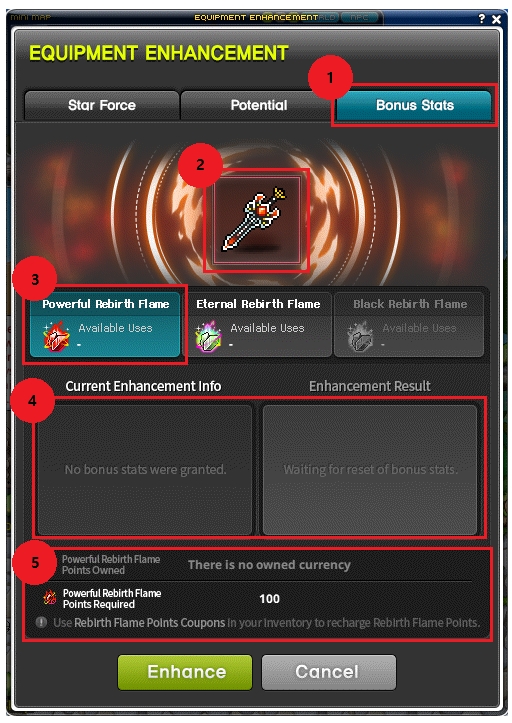 MINI MAP
EQUIPMENT ENHANCEMENT
NPC
? ×
EQUIPMENT ENHANCEMENT
1
Star Force
Potential
Bonus Stats
2
3
Powerful Rebirth Flame
Eternal Rebirth Flame
Black Rebirth Flame
Available Uses
Available Uses
Available Uses
-
-
-
4
Current Enhancement Info
Enhancement Result
No bonus stats were granted.
Waiting for reset of bonus stats.
5
Powerful Rebirth Flame
Points Owned
There is no owned currency
Powerful Rebirth Flame
Points Required
100
! Use Rebirth Flame Points Coupons in your inventory to recharge Rebirth Flame Points.
Enhance
Cancel